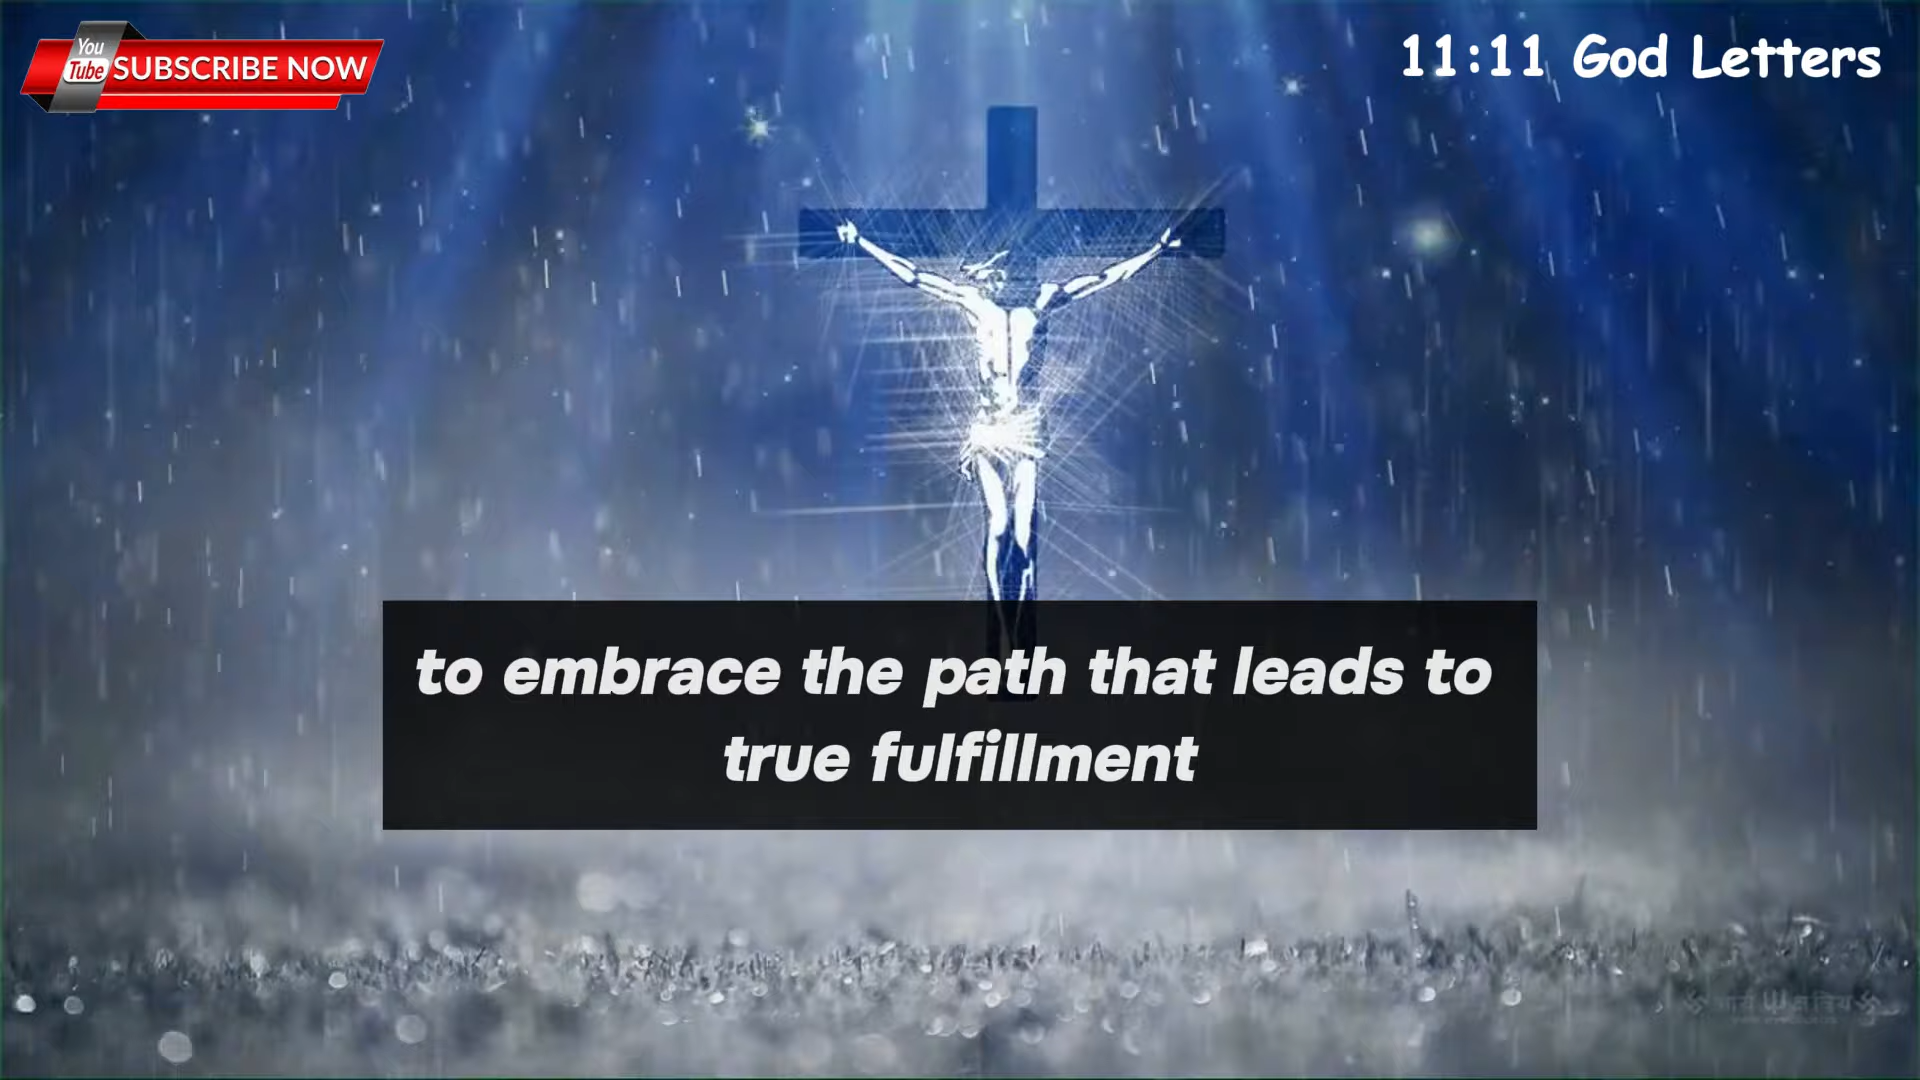 You
Tube
SUBSCRIBE NOW
11:11 God Letters
to embrace the path that leads to
true fulfillment